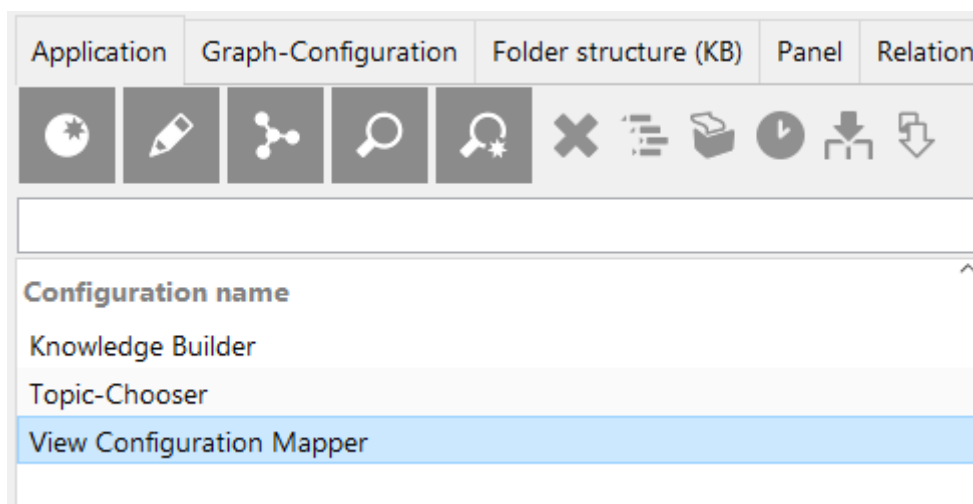 Application Graph-Configuration Folder structure (KB) Panel Relation
Configuration name
Knowledge Builder
Topic-Chooser
View Configuration Mapper